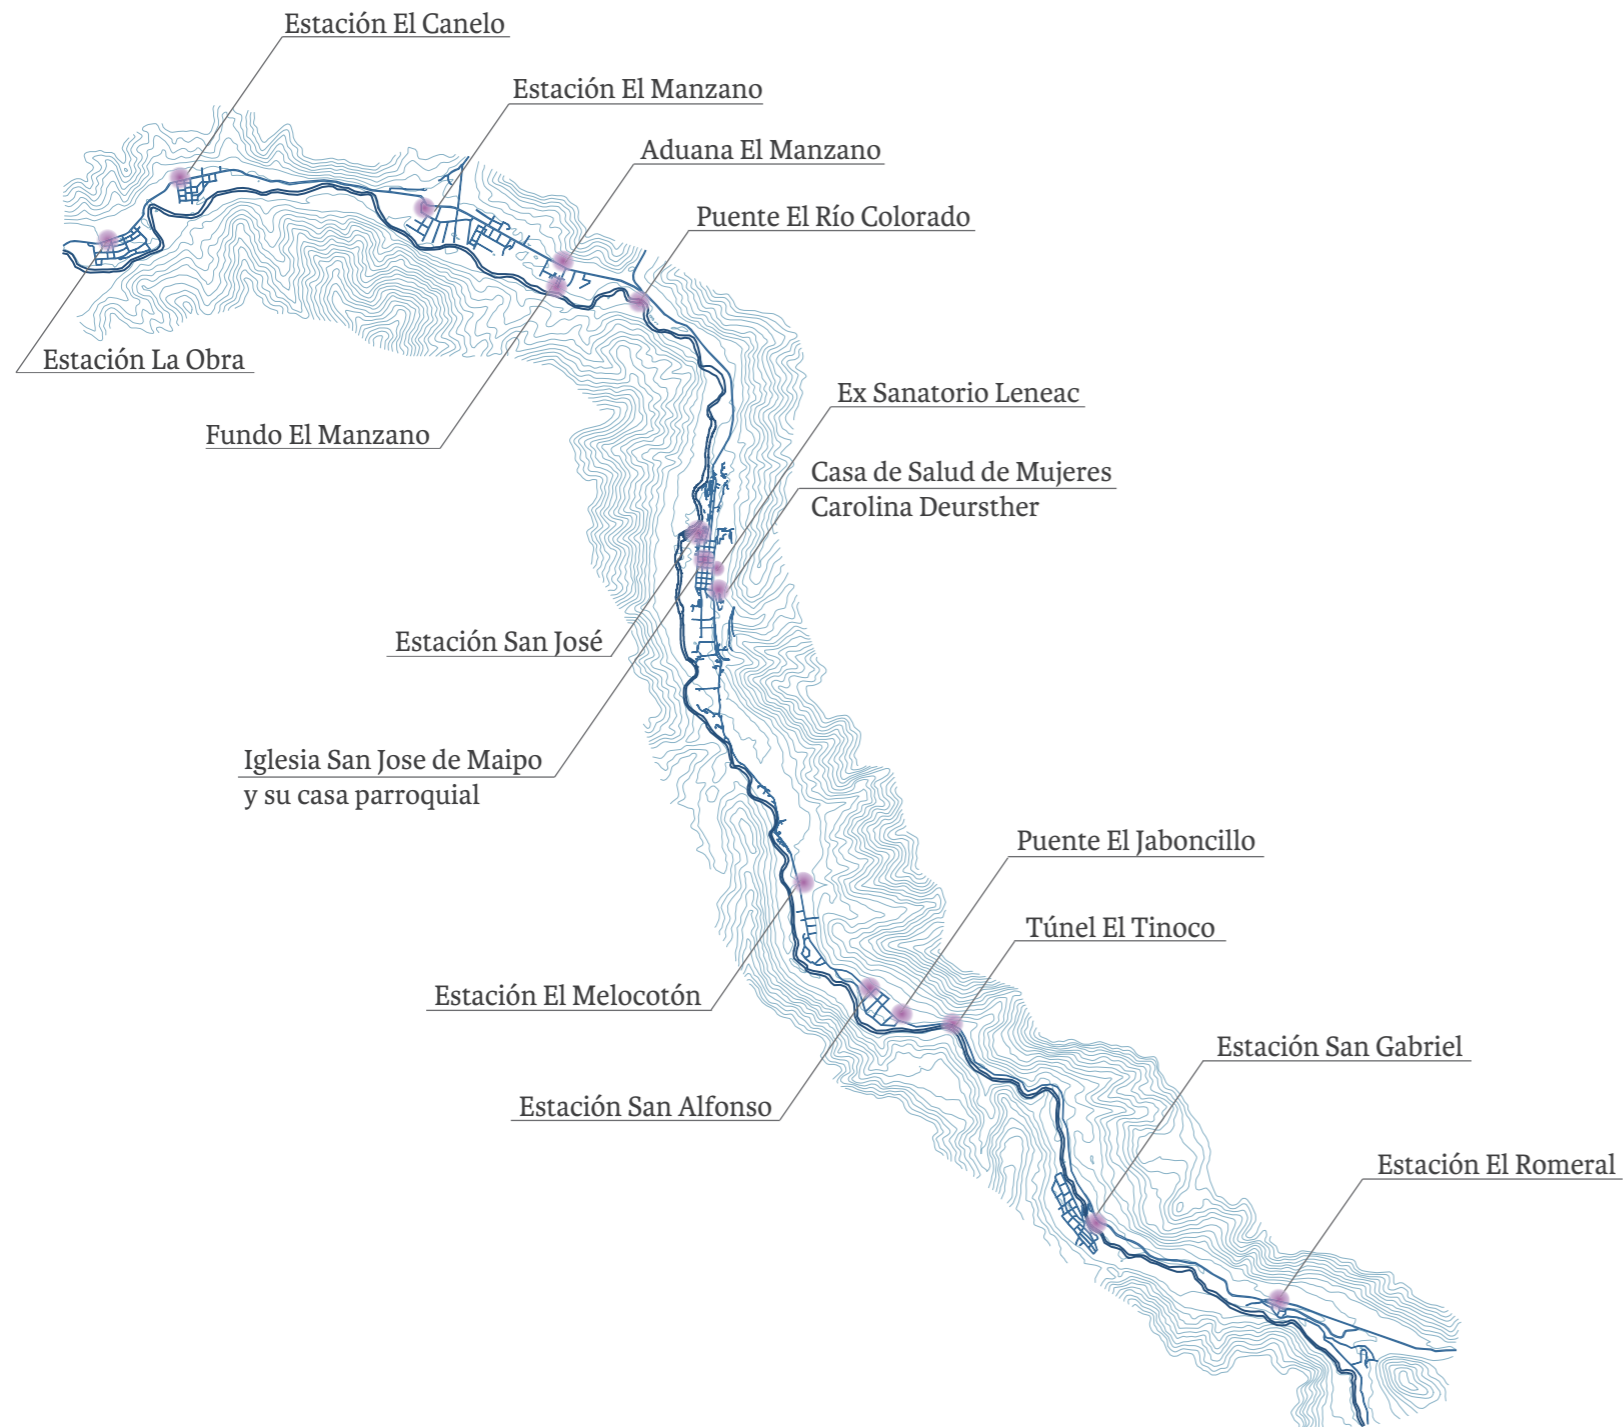 Estación El Canelo
Estación El Manzano
Aduana El Manzano
Puente El Río Colorado
Estación La Obra
Ex Sanatorio Leneac
Fundo El Manzano
Casa de Salud de Mujeres
Carolina Deursther
Estación San José
Iglesia San Jose de Maipo
y su casa parroquial
Puente El Jaboncillo
Túnel El Tinoco
Estación El Melocotón
Estación San Gabriel
Estación San Alfonso
Estación El Romeral